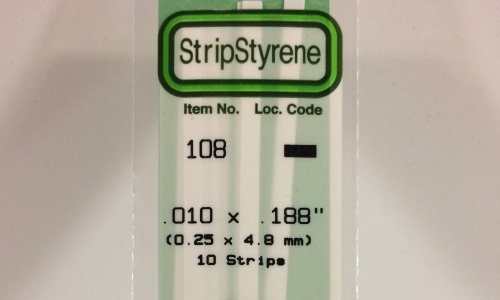 StripStyrene
Item No. Loc. Code
108
.010 x .188"
(0.25 x 4.8 mm)
10 Strips